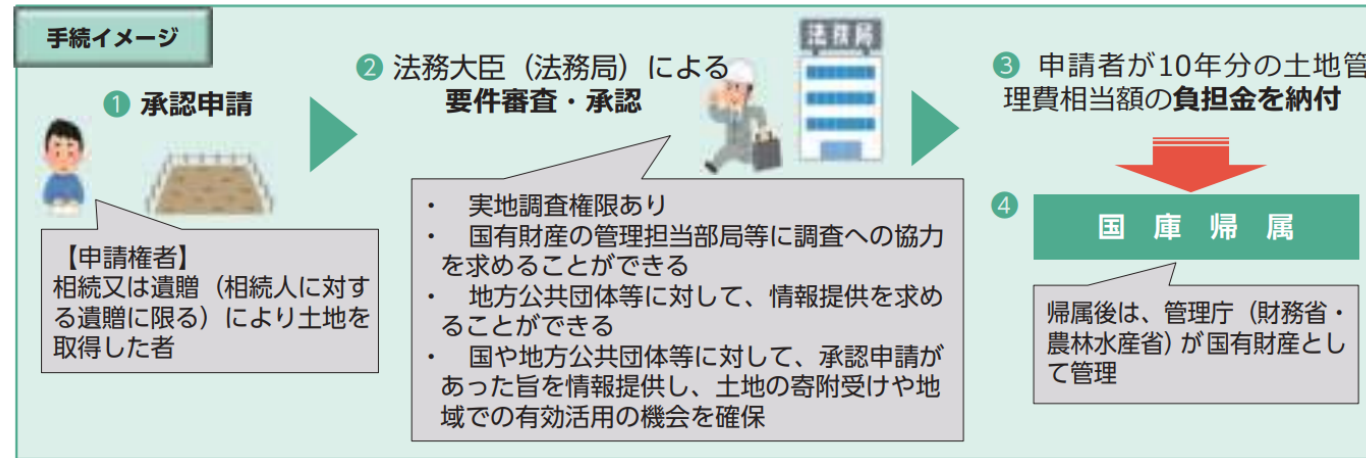 手続イメージ
❶ 承認申請
【申請権者】
相続又は遺贈（相続人に対す
る遺贈に限る）により土地を
取得した者
❷ 法務大臣（法務局）による
要件審査・承認
法務局
・　実地調査権限あり
・　国有財産の管理担当部局等に調査への協力
を求めることができる
・　地方公共団体等に対して、情報提供を求め
ることができる
・　国や地方公共団体等に対して、承認申請が
あった旨を情報提供し、土地の寄附受けや地
域での有効活用の機会を確保
❸ 申請者が10年分の土地管
理費相当額の負担金を納付
❹
国庫帰属
帰属後は、管理庁（財務省・
農林水産省）が国有財産とし
て管理